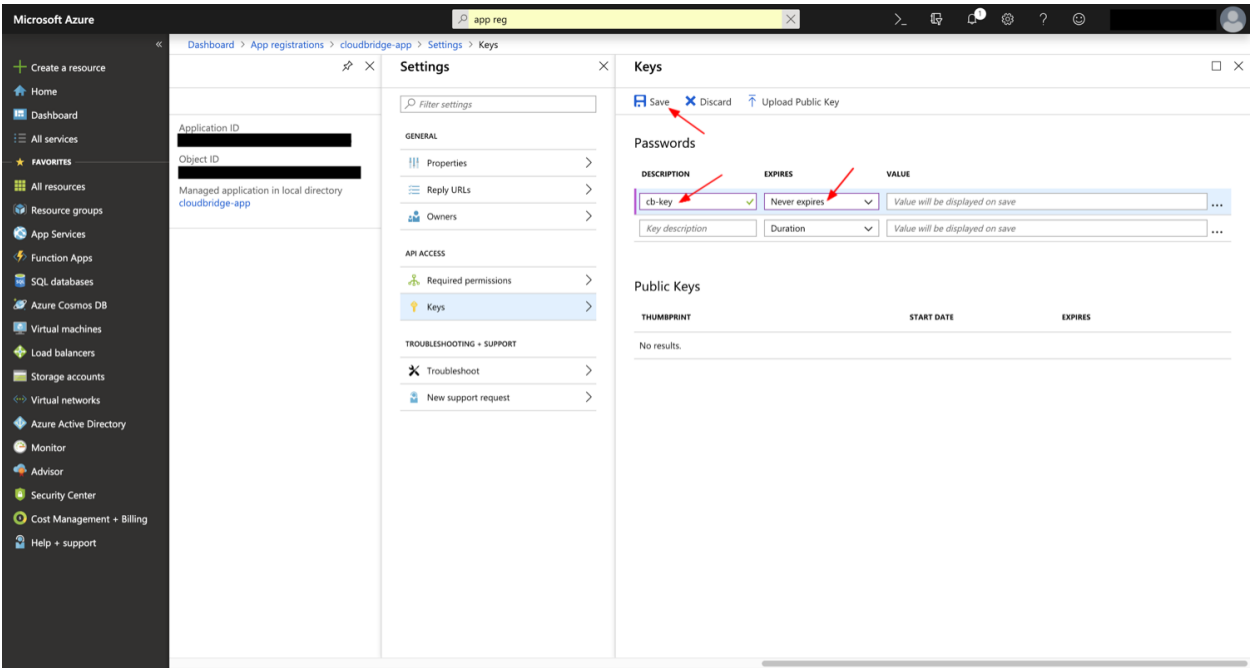 Microsoft Azure
app reg
1
Dashboard > App registrations > cloudbridge-app > Settings > Keys
Create a resource
Home
Dashboard
All services
FAVORITES
All resources
Resource groups
App Services
Function Apps
SQL databases
Azure Cosmos DB
Virtual machines
Load balancers
Storage accounts
Virtual networks
Azure Active Directory
Monitor
Advisor
Security Center
Cost Management + Billing
Help + support
Application ID
Object ID
Managed application in local directory
cloudbridge-app
Settings
Filter settings
GENERAL
Properties
Reply URLs
Owners
API ACCESS
Required permissions
Keys
TROUBLESHOOTING + SUPPORT
Troubleshoot
New support request
Keys
Save Discard Upload Public Key
Passwords
DESCRIPTION EXPIRES VALUE
cb-key Never expires Value will be displayed on save
Key description Duration Value will be displayed on save
Public Keys
THUMBPRINT START DATE EXPIRES
No results.